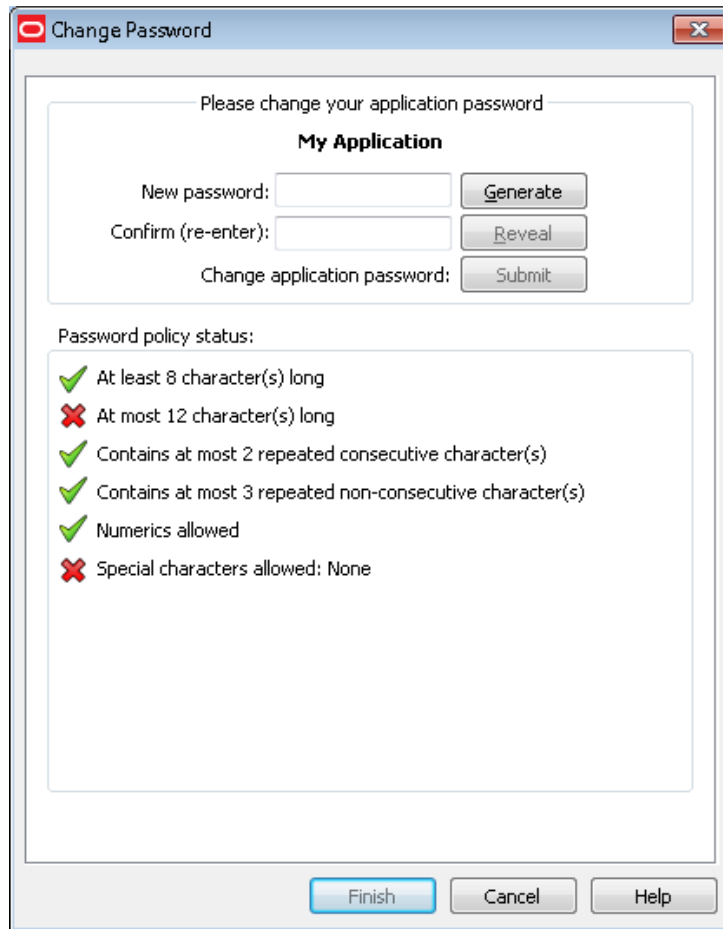 Change Password
Please change your application password
My Application
New password: Generate
Confirm (re-enter): Reveal
Change application password: Submit
Password policy status:
At least 8 character(s) long
At most 12 character(s) long
Contains at most 2 repeated consecutive character(s)
Contains at most 3 repeated non-consecutive character(s)
Numerics allowed
Special characters allowed: None
Finish Cancel Help